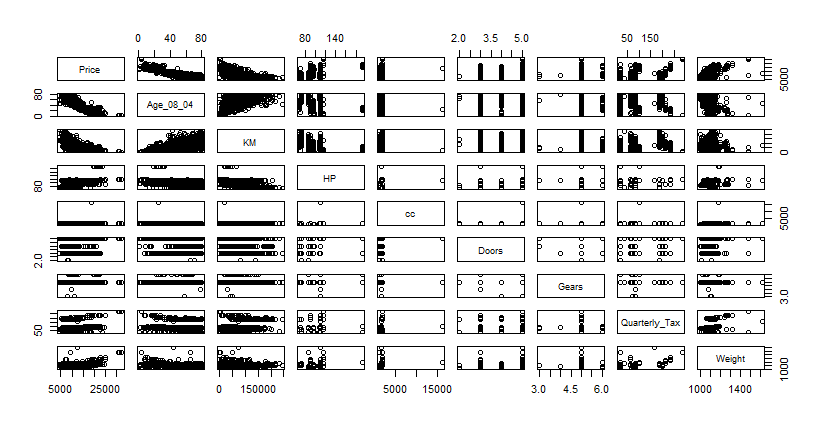 0 40 80 80 140 2.0 3.5 5.0 50 150
Price 5000
0 80 Age_08_04
KM 0
80 HP
cc 5000
2.0 Doors
Gears 3.0
50 Quarterly_Tax
Weight 1000
5000 25000 0 150000 5000 15000 3.0 4.5 6.0 1000 1400